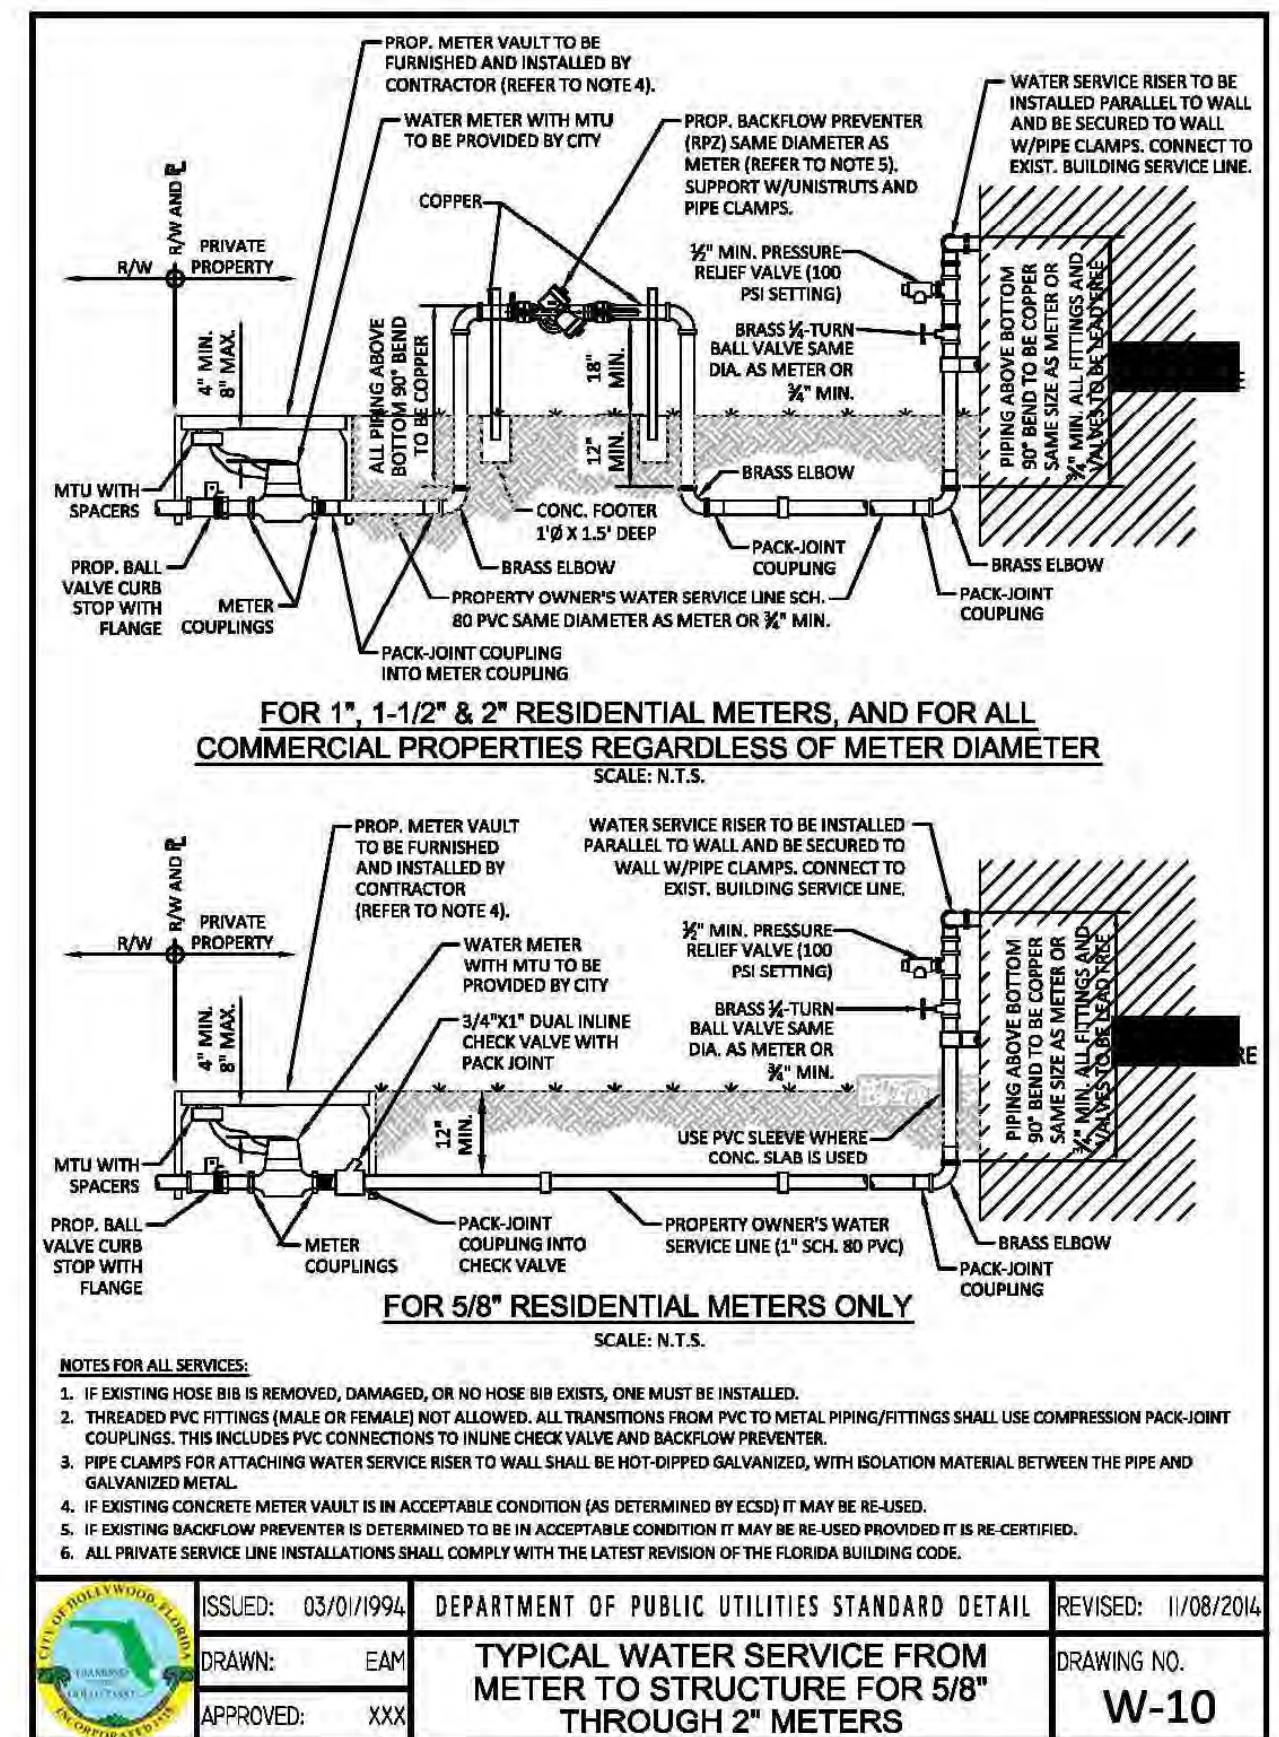 PROP. METER VAULT TO BE
FURNISHED AND INSTALLED BY
CONTRACTOR (REFER TO NOTE 4).
WATER METER WITH MTU
TO BE PROVIDED BY CITY
PROP. BACKFLOW PREVENTER
(RPZ) SAME DIAMETER AS
METER (REFER TO NOTE 5).
SUPPORT W/UNISTRUTS AND
PIPE CLAMPS.
WATER SERVICE RISER TO BE
INSTALLED PARALLEL TO WALL
AND BE SECURED TO WALL
W/PIPE CLAMPS. CONNECT TO
EXIST. BUILDING SERVICE LINE.
COPPER
R/W AND PL
R/W
PRIVATE
PROPERTY
½" MIN. PRESSURE
RELIEF VALVE (100
PSI SETTING)
BRASS ¼-TURN
BALL VALVE SAME
DIA. AS METER OR
¾" MIN.
4" MIN.
8" MAX.
ALL PIPING ABOVE
BOTTOM 90° BEND
TO BE COPPER
18"
MIN.
12"
MIN.
PIPING ABOVE BOTTOM
90° BEND TO BE COPPER
SAME SIZE AS METER OR
¾" MIN. ALL FITTINGS AND
VALVES TO BE LEAD FREE
MTU WITH
SPACERS
BRASS ELBOW
CONC. FOOTER
1'Ø X 1.5' DEEP
PROP. BALL
VALVE CURB
STOP WITH
FLANGE
METER
COUPLINGS
BRASS ELBOW
PACK-JOINT
COUPLING
BRASS ELBOW
PROPERTY OWNER'S WATER SERVICE LINE SCH.
80 PVC SAME DIAMETER AS METER OR ¾" MIN.
PACK-JOINT
COUPLING
PACK-JOINT COUPLING
INTO METER COUPLING
FOR 1", 1-1/2" & 2" RESIDENTIAL METERS, AND FOR ALL
COMMERCIAL PROPERTIES REGARDLESS OF METER DIAMETER
SCALE: N.T.S.
PROP. METER VAULT
TO BE FURNISHED
AND INSTALLED BY
CONTRACTOR
(REFER TO NOTE 4).
WATER SERVICE RISER TO BE INSTALLED
PARALLEL TO WALL AND BE SECURED TO
WALL W/PIPE CLAMPS. CONNECT TO
EXIST. BUILDING SERVICE LINE.
R/W AND PL
R/W
PRIVATE
PROPERTY
WATER METER
WITH MTU TO BE
PROVIDED BY CITY
½" MIN. PRESSURE
RELIEF VALVE (100
PSI SETTING)
3/4"X1" DUAL INLINE
CHECK VALVE WITH
PACK JOINT
BRASS ¼-TURN
BALL VALVE SAME
DIA. AS METER OR
¾" MIN.
4" MIN.
8" MAX.
12"
MIN.
PIPING ABOVE BOTTOM
90° BEND TO BE COPPER
SAME SIZE AS METER OR
¾" MIN. ALL FITTINGS AND
VALVES TO BE LEAD FREE
RE
USE PVC SLEEVE WHERE
CONC. SLAB IS USED
MTU WITH
SPACERS
PROP. BALL
VALVE CURB
STOP WITH
FLANGE
METER
COUPLINGS
PACK-JOINT
COUPLING INTO
CHECK VALVE
PROPERTY OWNER'S WATER
SERVICE LINE (1" SCH. 80 PVC)
BRASS ELBOW
PACK-JOINT
COUPLING
FOR 5/8" RESIDENTIAL METERS ONLY
SCALE: N.T.S.
NOTES FOR ALL SERVICES:
1. IF EXISTING HOSE BIB IS REMOVED, DAMAGED, OR NO HOSE BIB EXISTS, ONE MUST BE INSTALLED.
2. THREADED PVC FITTINGS (MALE OR FEMALE) NOT ALLOWED. ALL TRANSITIONS FROM PVC TO METAL PIPING/FITTINGS SHALL USE COMPRESSION PACK-JOINT
COUPLINGS. THIS INCLUDES PVC CONNECTIONS TO INLINE CHECK VALVE AND BACKFLOW PREVENTER.
3. PIPE CLAMPS FOR ATTACHING WATER SERVICE RISER TO WALL SHALL BE HOT-DIPPED GALVANIZED, WITH ISOLATION MATERIAL BETWEEN THE PIPE AND
GALVANIZED METAL.
4. IF EXISTING CONCRETE METER VAULT IS IN ACCEPTABLE CONDITION (AS DETERMINED BY ECSD) IT MAY BE RE-USED.
5. IF EXISTING BACKFLOW PREVENTER IS DETERMINED TO BE IN ACCEPTABLE CONDITION IT MAY BE RE-USED PROVIDED IT IS RE-CERTIFIED.
6. ALL PRIVATE SERVICE LINE INSTALLATIONS SHALL COMPLY WITH THE LATEST REVISION OF THE FLORIDA BUILDING CODE.
CITY OF HOLLYWOOD, FLORIDA
DIAMOND
GOLD COAST
INCORPORATED 1925
ISSUED: 03/01/1994
DRAWN: EAM
APPROVED: XXX
DEPARTMENT OF PUBLIC UTILITIES STANDARD DETAIL
TYPICAL WATER SERVICE FROM
METER TO STRUCTURE FOR 5/8"
THROUGH 2" METERS
REVISED: 11/08/2014
DRAWING NO.
W-10